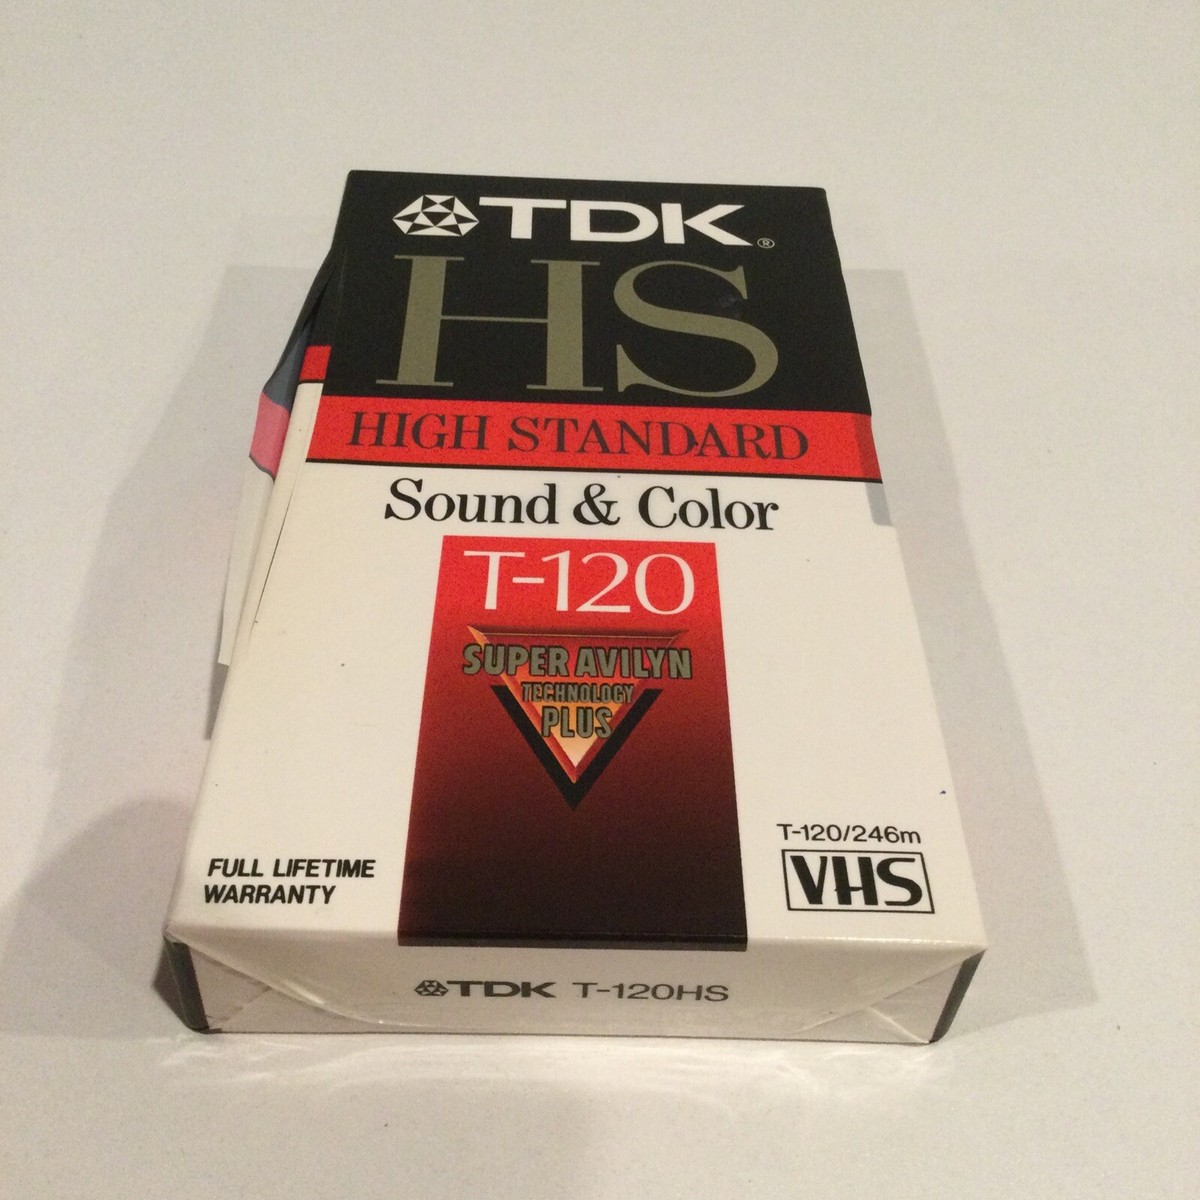 TDK®
HS
HIGH STANDARD
Sound & Color
T-120
SUPER AVILYN
TECHNOLOGY
PLUS
T-120/246m
VHS
FULL LIFETIME
WARRANTY
TDK T-120HS